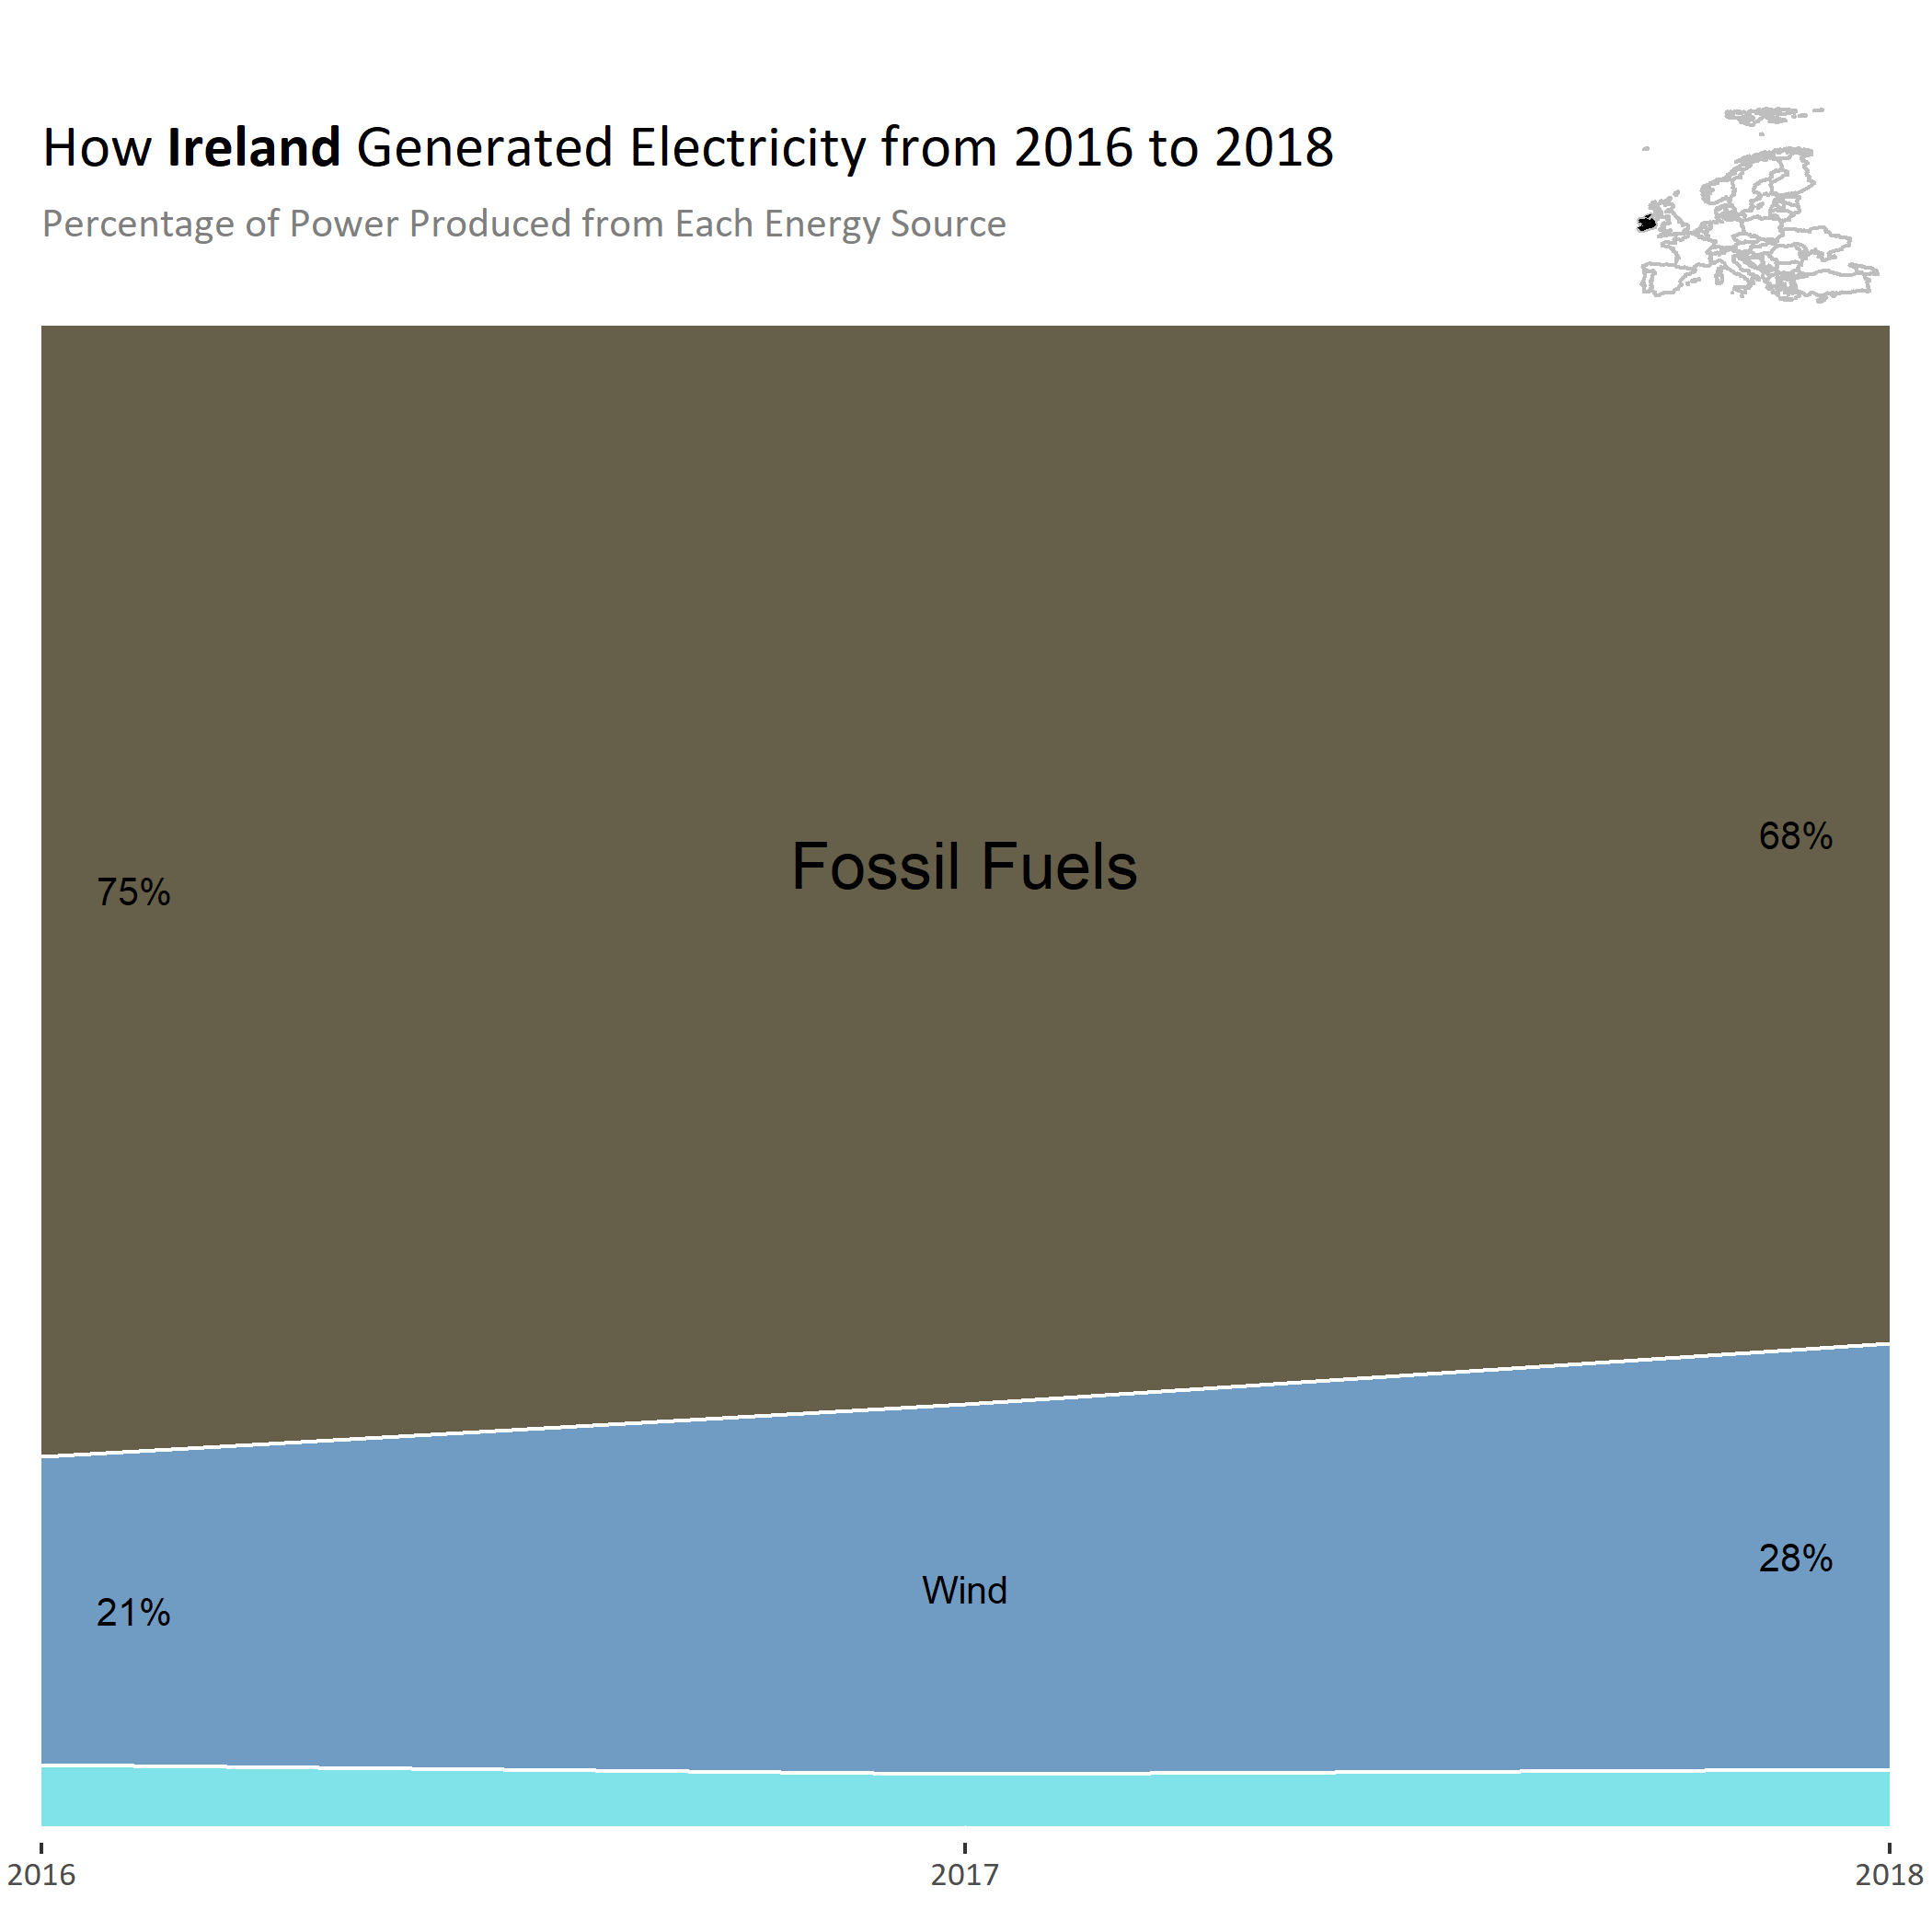 How Ireland Generated Electricity from 2016 to 2018
Percentage of Power Produced from Each Energy Source
68%
Fossil Fuels
75%
28%
Wind
21%
2016 2017 2018